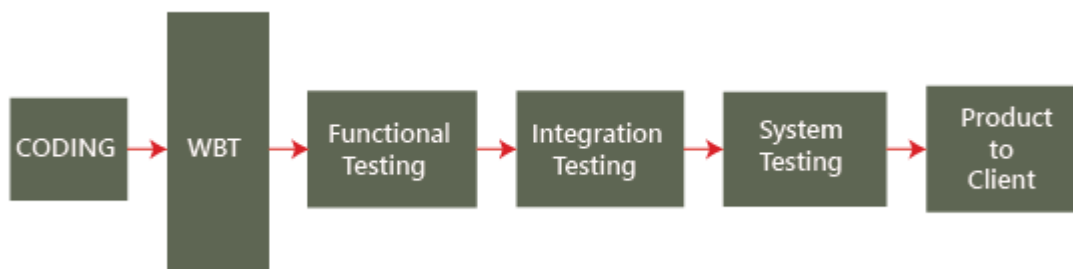 CODING
WBT
Functional
Testing
Integration
Testing
System
Testing
Product
to
Client